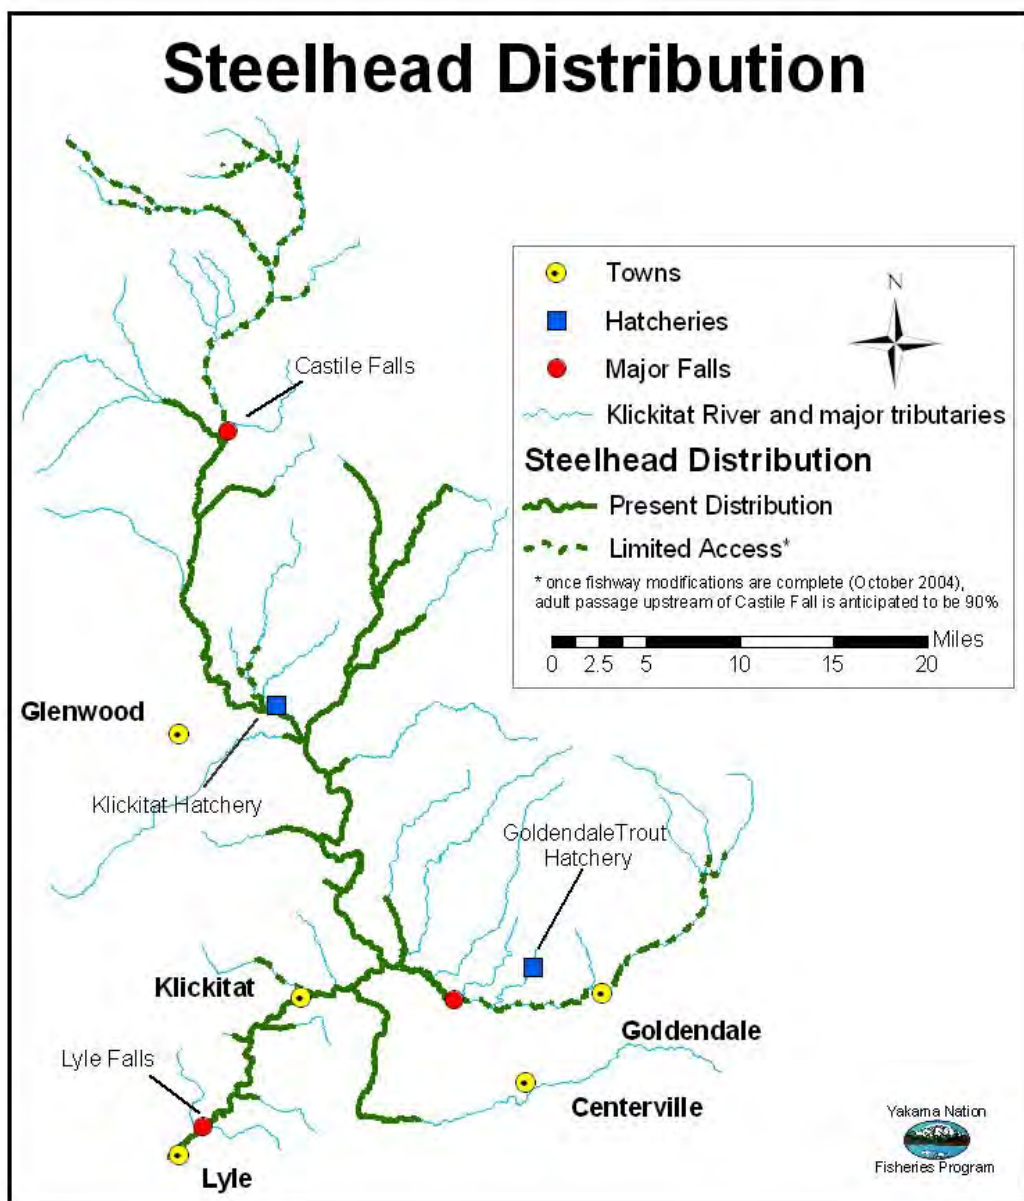 Steelhead Distribution
Towns
N
Hatcheries
Major Falls
Klickitat River and major tributaries
Steelhead Distribution
Present Distribution
Limited Access*
* once fishway modifications are complete (October 2004),
adult passage upstream of Castile Fall is anticipated to be 90%
Miles
0 2.5 5 10 15 20
Castile Falls
Glenwood
Klickitat Hatchery
GoldendaleTrout
Hatchery
Klickitat
Goldendale
Lyle Falls
Centerville
Lyle
Yakama Nation
Fisheries Program